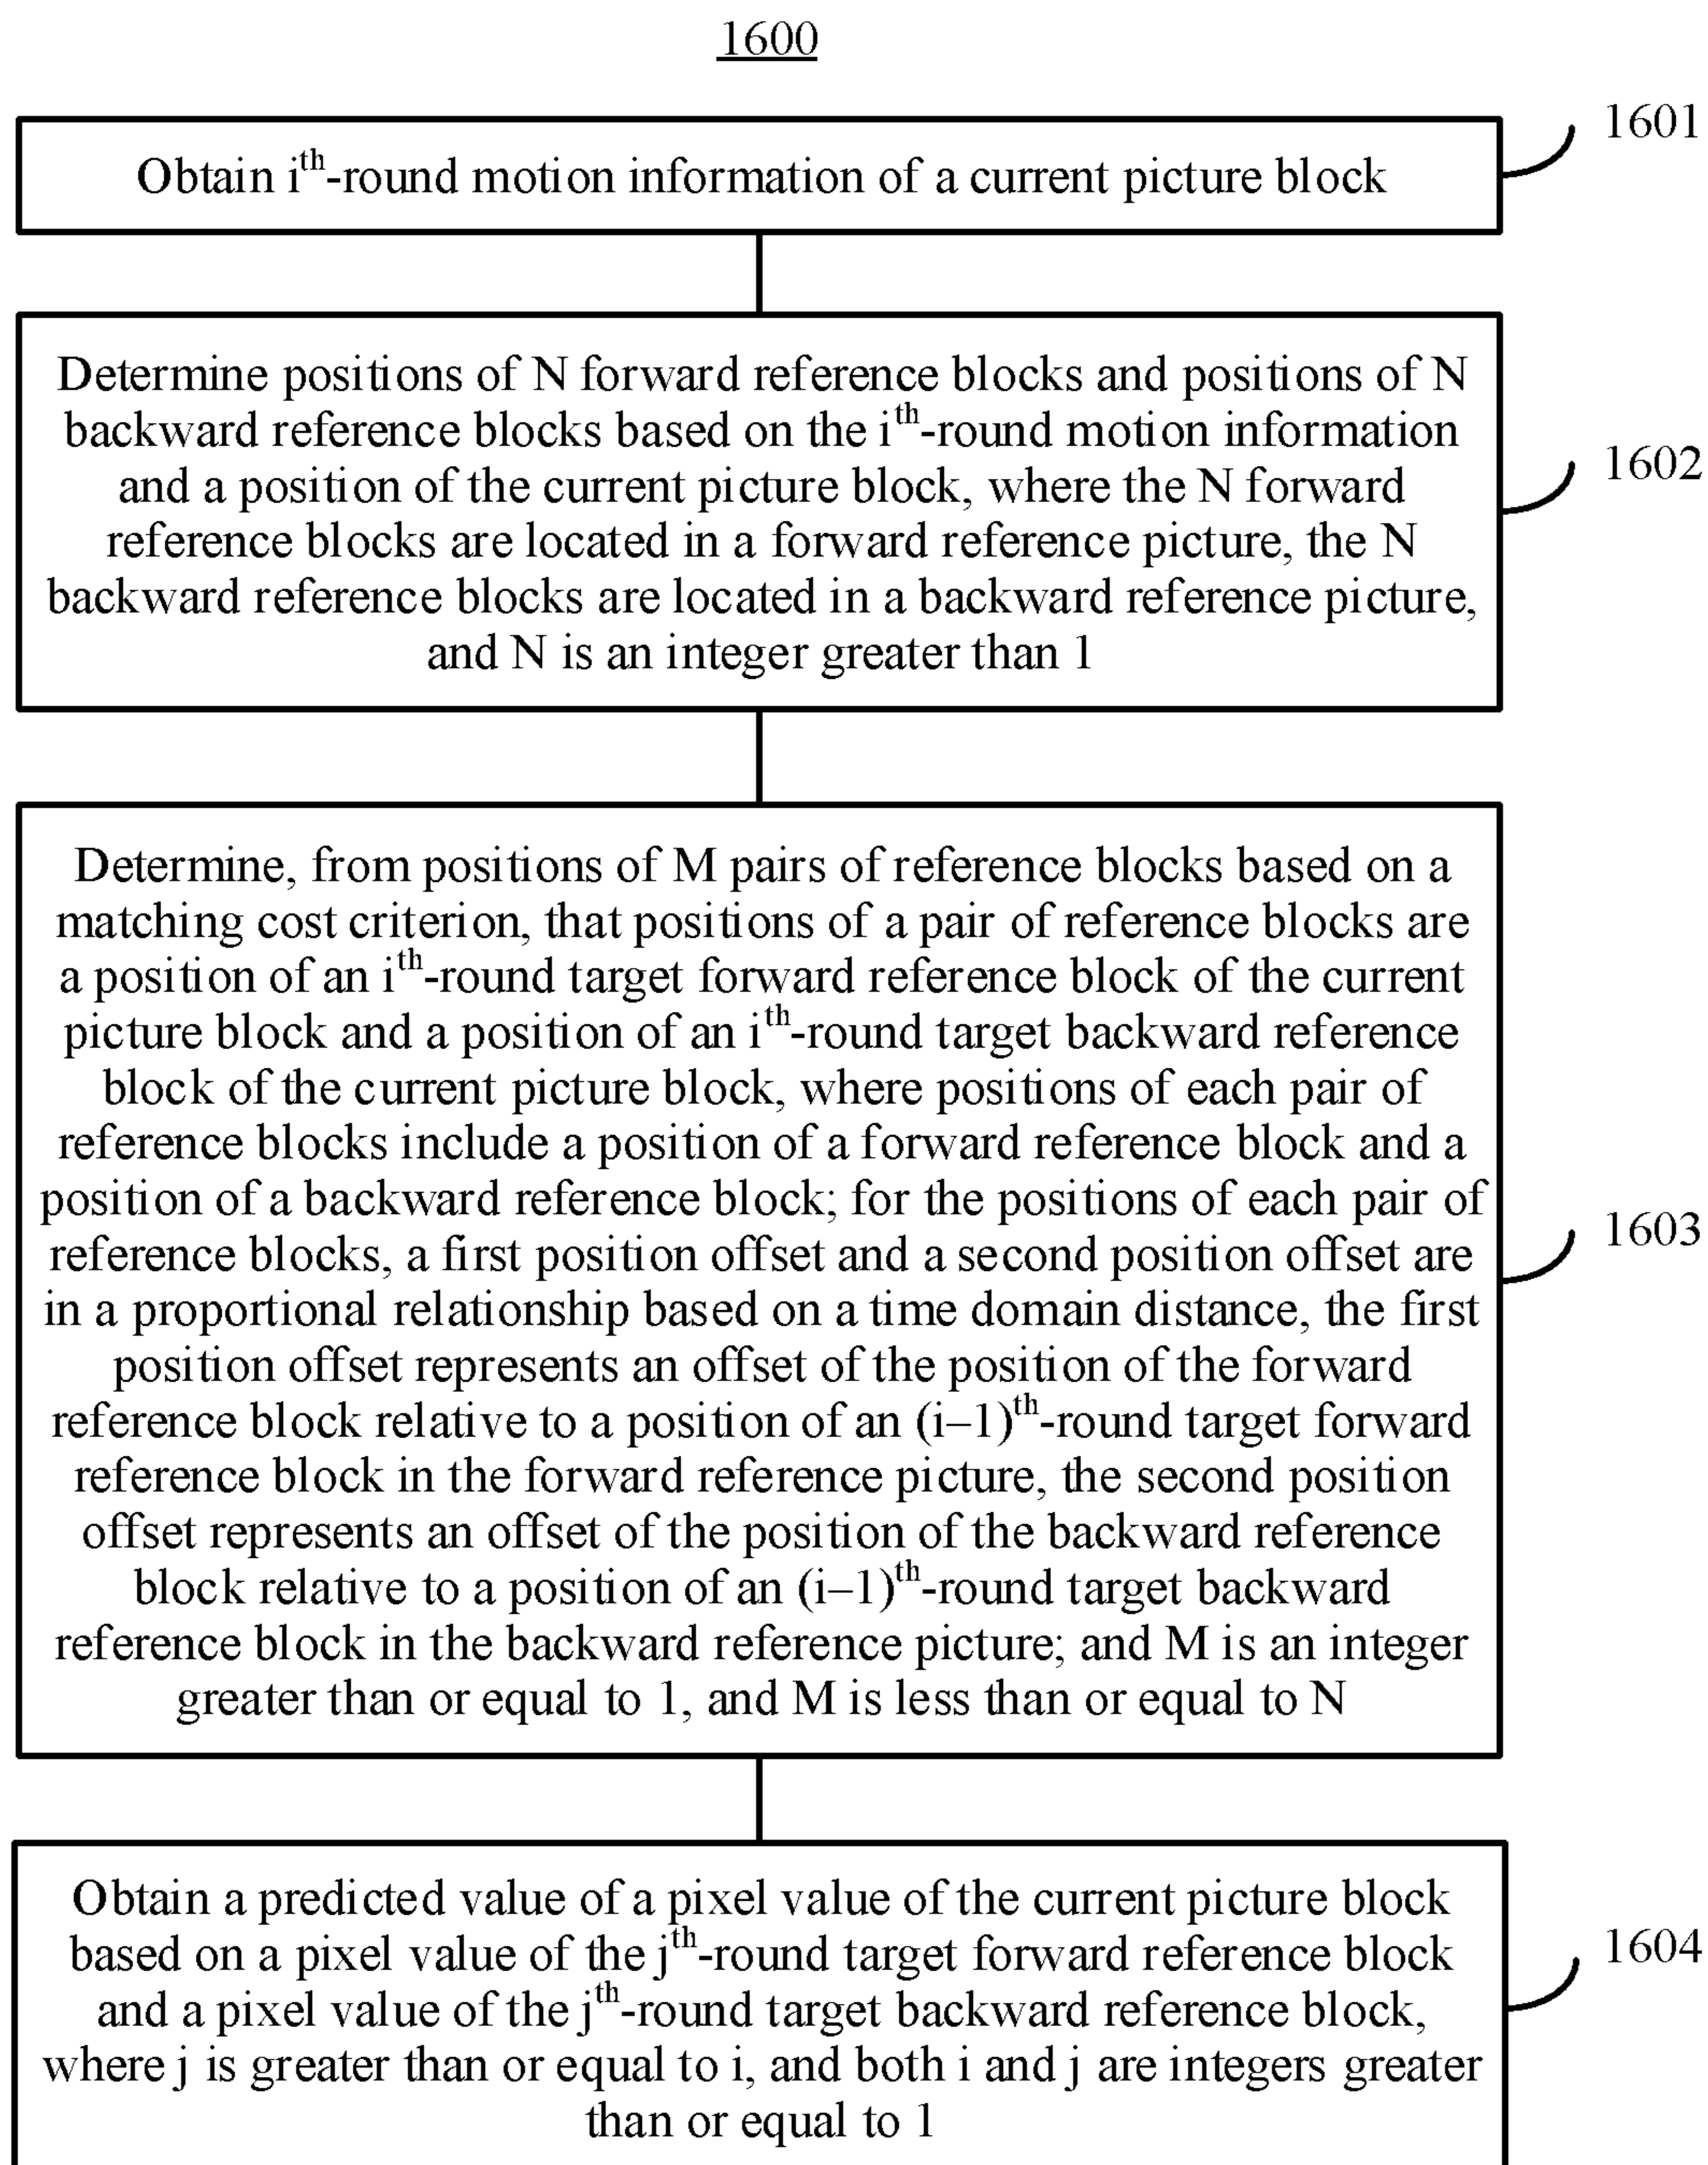 1600
1601
Obtain i^th-round motion information of a current picture block
Determine positions of N forward reference blocks and positions of N
backward reference blocks based on the i^th-round motion information
and a position of the current picture block, where the N forward
reference blocks are located in a forward reference picture, the N
backward reference blocks are located in a backward reference picture,
and N is an integer greater than 1
1602
Determine, from positions of M pairs of reference blocks based on a
matching cost criterion, that positions of a pair of reference blocks are
a position of an i^th-round target forward reference block of the current
picture block and a position of an i^th-round target backward reference
block of the current picture block, where positions of each pair of
reference blocks include a position of a forward reference block and a
position of a backward reference block; for the positions of each pair of
reference blocks, a first position offset and a second position offset are
in a proportional relationship based on a time domain distance, the first
position offset represents an offset of the position of the forward
reference block relative to a position of an (i–1)^th-round target forward
reference block in the forward reference picture, the second position
offset represents an offset of the position of the backward reference
block relative to a position of an (i–1)^th-round target backward
reference block in the backward reference picture; and M is an integer
greater than or equal to 1, and M is less than or equal to N
1603
Obtain a predicted value of a pixel value of the current picture block
based on a pixel value of the j^th-round target forward reference block
and a pixel value of the j^th-round target backward reference block,
where j is greater than or equal to i, and both i and j are integers greater
than or equal to 1
1604